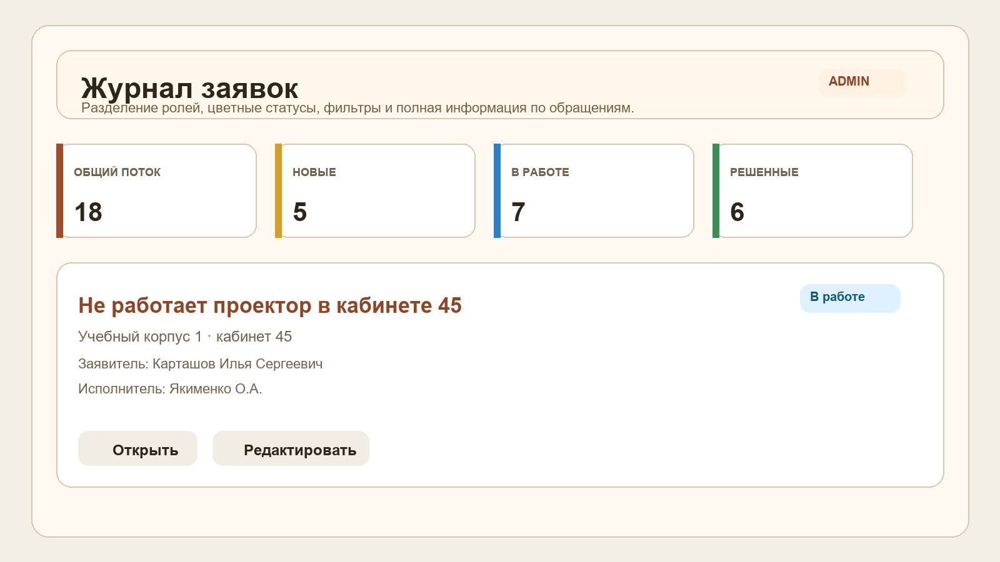 Журнал заявок
ADMIN
Разделение ролей, цветные статусы, фильтры и полная информация по обращениям.
ОБЩИЙ ПОТОК
18
НОВЫЕ
5
В РАБОТЕ
7
РЕШЕННЫЕ
6
Не работает проектор в кабинете 45
В работе
Учебный корпус 1 · кабинет 45
Заявитель: Карташов Илья Сергеевич
Исполнитель: Якименко О.А.
Открыть
Редактировать